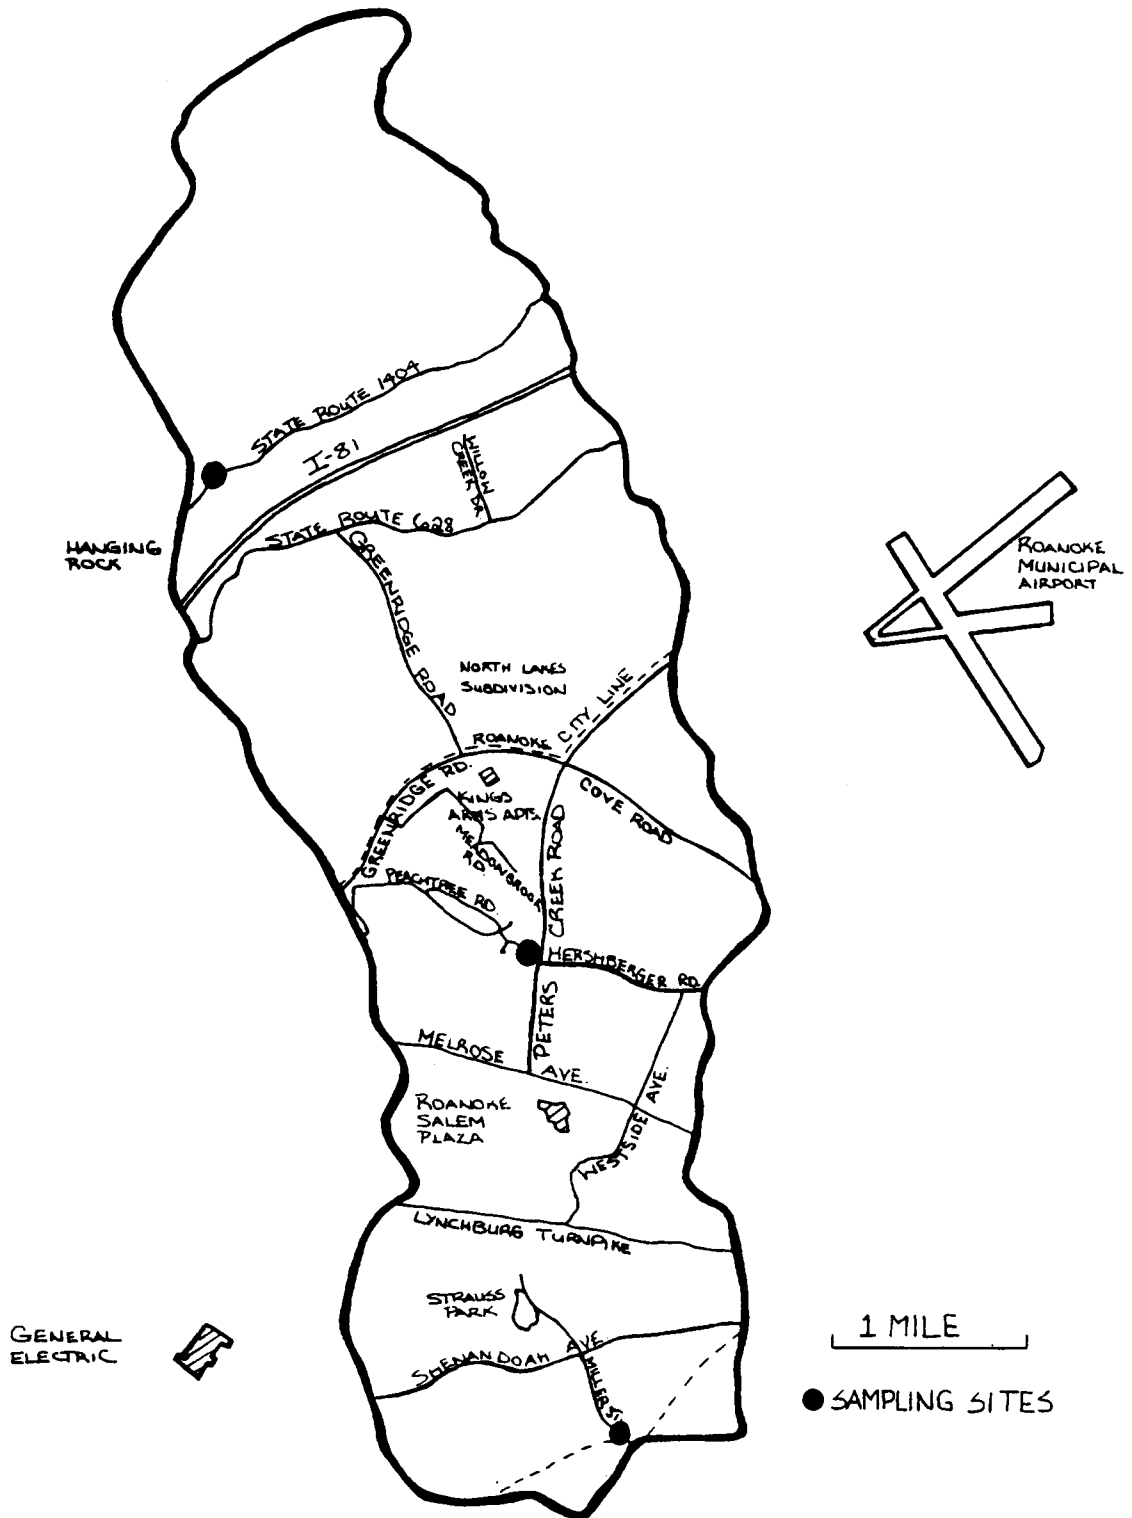 STATE ROUTE 1404
I-81
WILLOW
CREEK DR.
STATE ROUTE 628
HANGING
ROCK
GREENRIDGE ROAD
ROANOKE
MUNICIPAL
AIRPORT
NORTH LAKES
SUBDIVISION
ROANOKE CITY LINE
GREENRIDGE RD.
KINGS
ARMS APTS.
COVE ROAD
MEADOWBROOK
RD.
PEACHTREE RD.
PETERS CREEK ROAD
HERSHBERGER RD.
MELROSE AVE.
ROANOKE
SALEM
PLAZA
WESTSIDE AVE.
LYNCHBURG TURNPIKE
STRAUSS
PARK
GENERAL
ELECTRIC
SHENANDOAH AVE.
MILLER ST
1 MILE
SAMPLING SITES